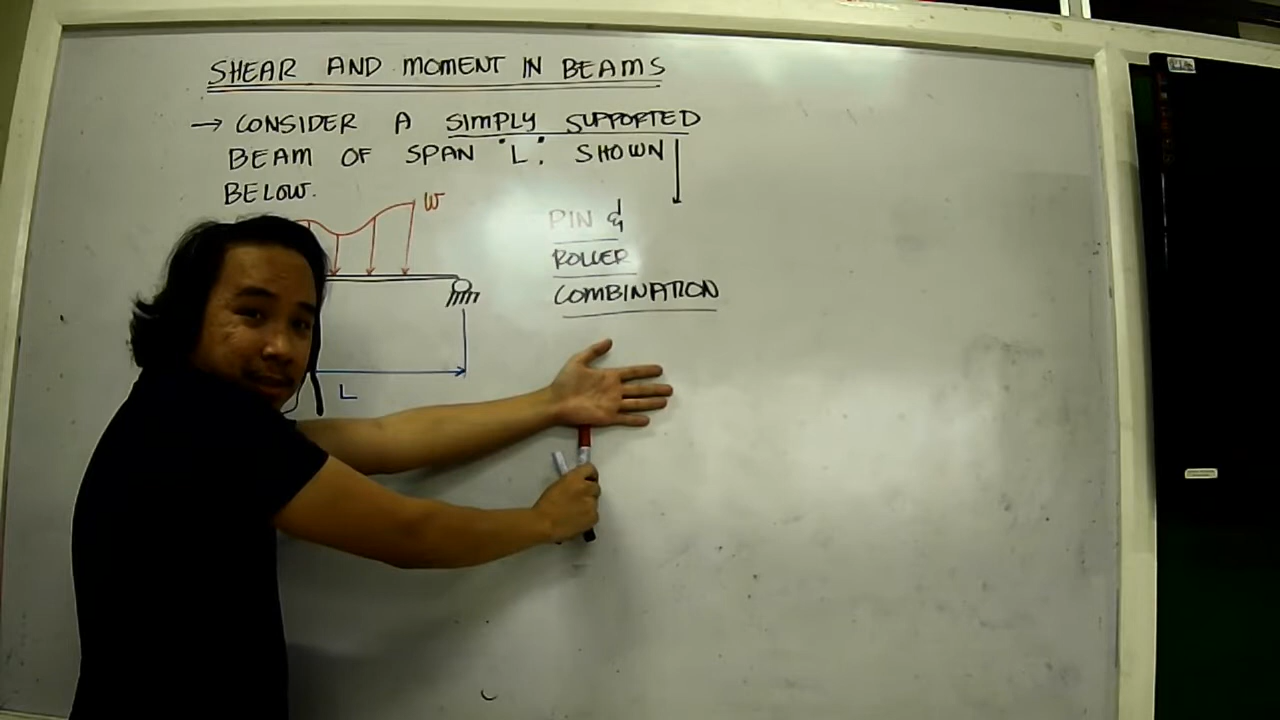 SHEAR AND MOMENT IN BEAMS
→ CONSIDER A SIMPLY SUPPORTED
BEAM OF SPAN "L". SHOWN
BELOW.
W
PIN &
ROLLER
COMBINATION
L